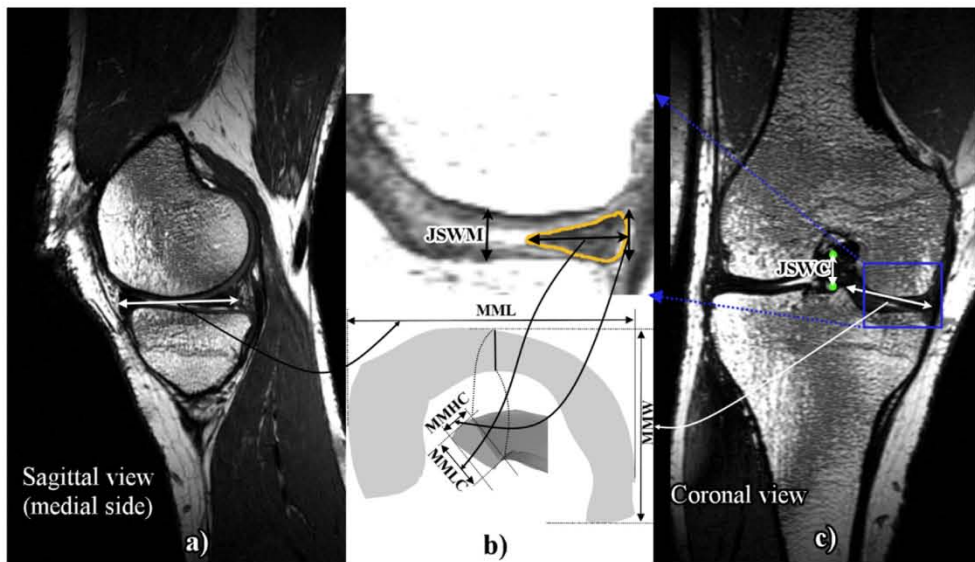 Sagittal view
(medial side)
a)
JSWM
MML
MMHC
MMLC
MMW
b)
JSWC
Coronal view
c)